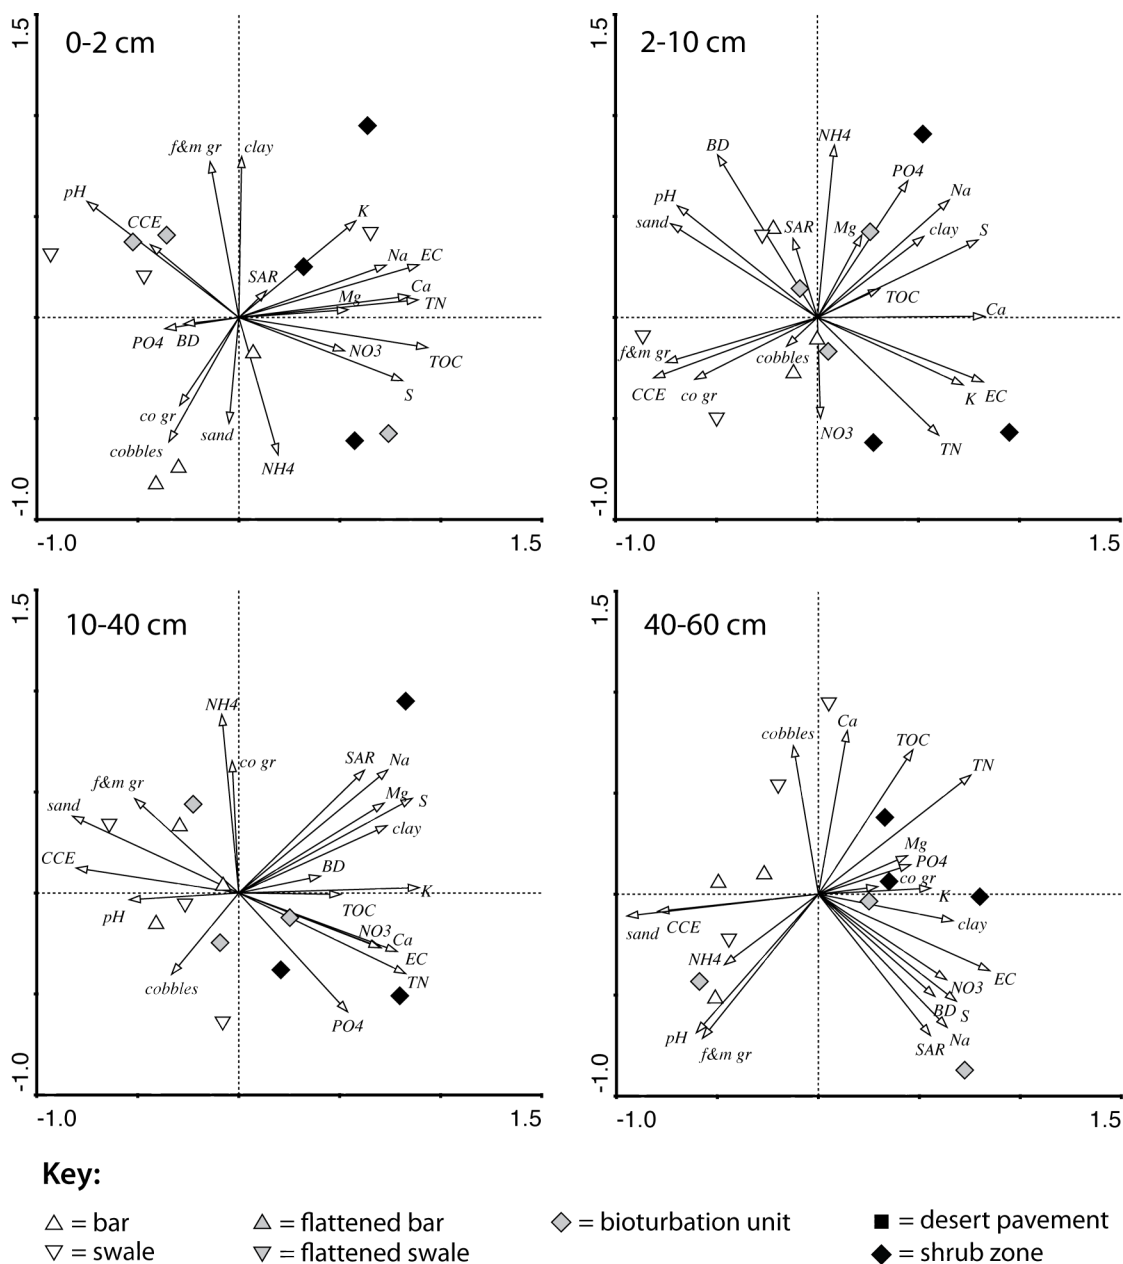 1.5
0-2 cm
f&m gr
clay
pH
CCE
K
Na
EC
SAR
Ca
Mg
TN
PO4
BD
NO3
TOC
S
co gr
sand
cobbles
NH4
-1.0
-1.0
1.5
1.5
2-10 cm
BD
NH4
PO4
pH
Na
sand
SAR
Mg
clay
S
TOC
Ca
f&m gr
cobbles
CCE
co gr
K
EC
NO3
TN
-1.0
-1.0
1.5
1.5
10-40 cm
NH4
co gr
SAR
Na
f&m gr
Mg
S
sand
clay
CCE
BD
K
pH
TOC
NO3
Ca
EC
TN
cobbles
PO4
-1.0
-1.0
1.5
1.5
40-60 cm
cobbles
Ca
TOC
TN
Mg
PO4
co gr
K
sand
CCE
clay
NH4
EC
NO3
BD
S
pH
f&m gr
Na
SAR
-1.0
-1.0
1.5
Key:
= bar
= flattened bar
= bioturbation unit
= desert pavement
= swale
= flattened swale
= shrub zone